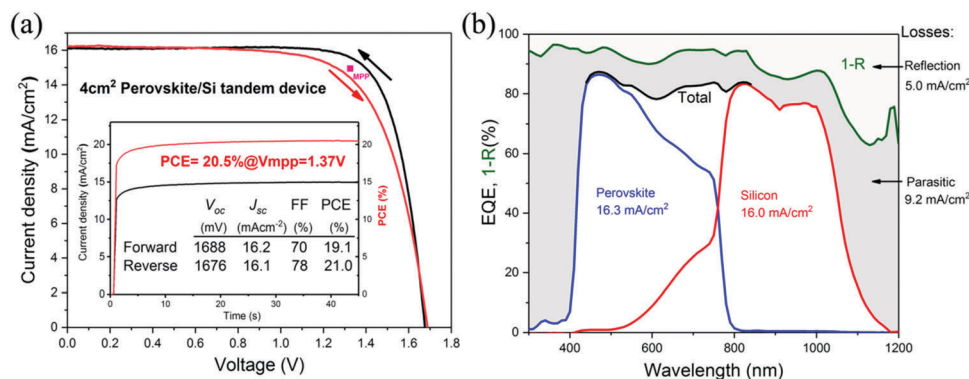 (a)
Current density (mA/cm²)
18
16
14
12
10
8
6
4
2
0
0.0 0.2 0.4 0.6 0.8 1.0 1.2 1.4 1.6 1.8
Voltage (V)
MPP
4cm² Perovskite/Si tandem device
Current density (mA/cm²)
20
15
10
5
0
PCE= 20.5%@Vmpp=1.37V
Voc Jsc FF PCE
(mV) (mAcm⁻²) (%) (%)
Forward 1688 16.2 70 19.1
Reverse 1676 16.1 78 21.0
20
15
10
5
0
PCE (%)
10 20 30 40
Time (s)
(b)
EQE, 1-R(%)
100
80
60
40
20
0
400 600 800 1000 1200
Wavelength (nm)
1-R
Total
Perovskite
16.3 mA/cm²
Silicon
16.0 mA/cm²
Losses:
Reflection
5.0 mA/cm²
Parasitic
9.2 mA/cm²